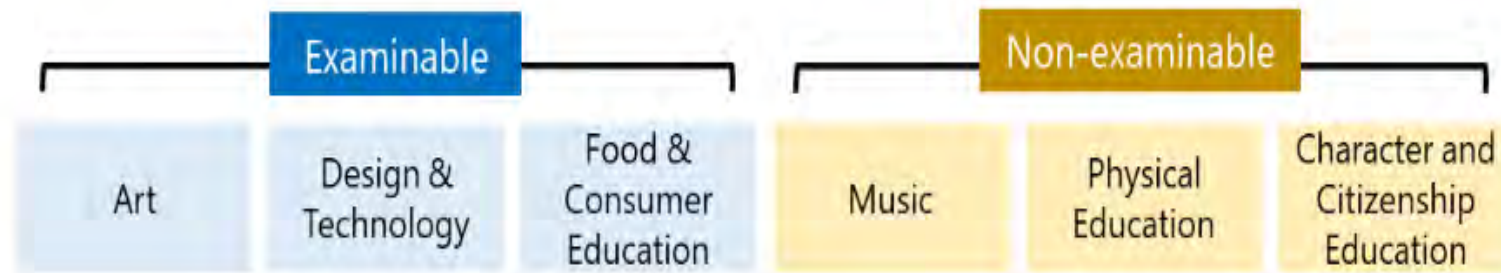 Examinable
Non-examinable
Art
Design &
Technology
Food &
Consumer
Education
Music
Physical
Education
Character and
Citizenship
Education